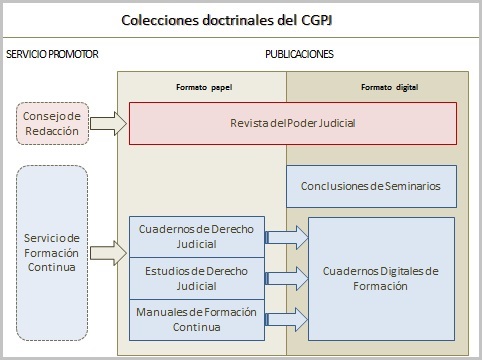 Colecciones doctrinales del CGPJ
SERVICIO PROMOTOR
PUBLICACIONES
Formato papel
Formato digital
Consejo de
Redacción
Revista del Poder Judicial
Conclusiones de Seminarios
Servicio de
Formación
Continua
Cuadernos de Derecho
Judicial
Estudios de Derecho
Judicial
Manuales de Formación
Continua
Cuadernos Digitales de
Formación